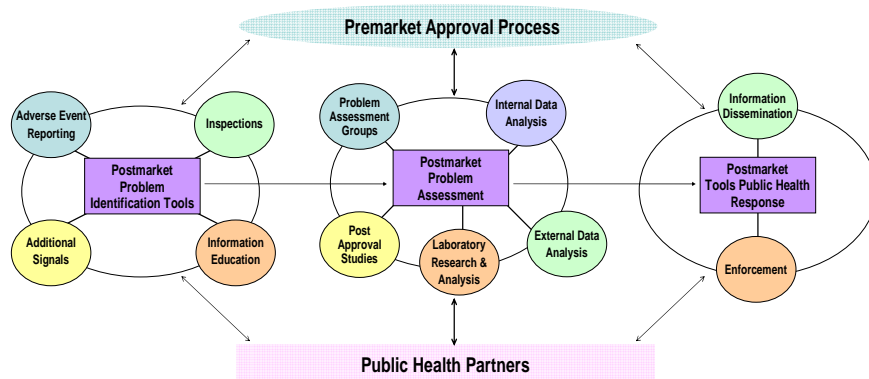 Premarket Approval Process
Adverse Event
Reporting
Inspections
Postmarket
Problem
Identification Tools
Additional
Signals
Information
Education
Problem
Assessment
Groups
Internal Data
Analysis
Postmarket
Problem
Assessment
Post
Approval
Studies
Laboratory
Research &
Analysis
External Data
Analysis
Information
Dissemination
Postmarket
Tools Public Health
Response
Enforcement
Public Health Partners